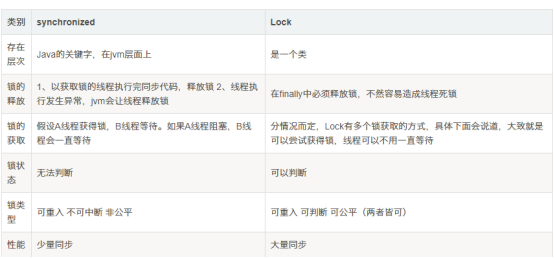 类别 synchronized Lock
存在
层次
Java的关键字，在jvm层面上
是一个类
锁的
释放
1、以获取锁的线程执行完同步代码，释放锁 2、线程执
行发生异常，jvm会让线程释放锁
在finally中必须释放锁，不然容易造成线程死锁
锁的
获取
假设A线程获得锁，B线程等待。如果A线程阻塞，B线
程会一直等待
分情况而定，Lock有多个锁获取的方式，具体下面会说道，大致就是
可以尝试获得锁，线程可以不用一直等待
锁状
态
无法判断
可以判断
锁类
型
可重入 不可中断 非公平
可重入 可判断 可公平（两者皆可）
性能 少量同步 大量同步